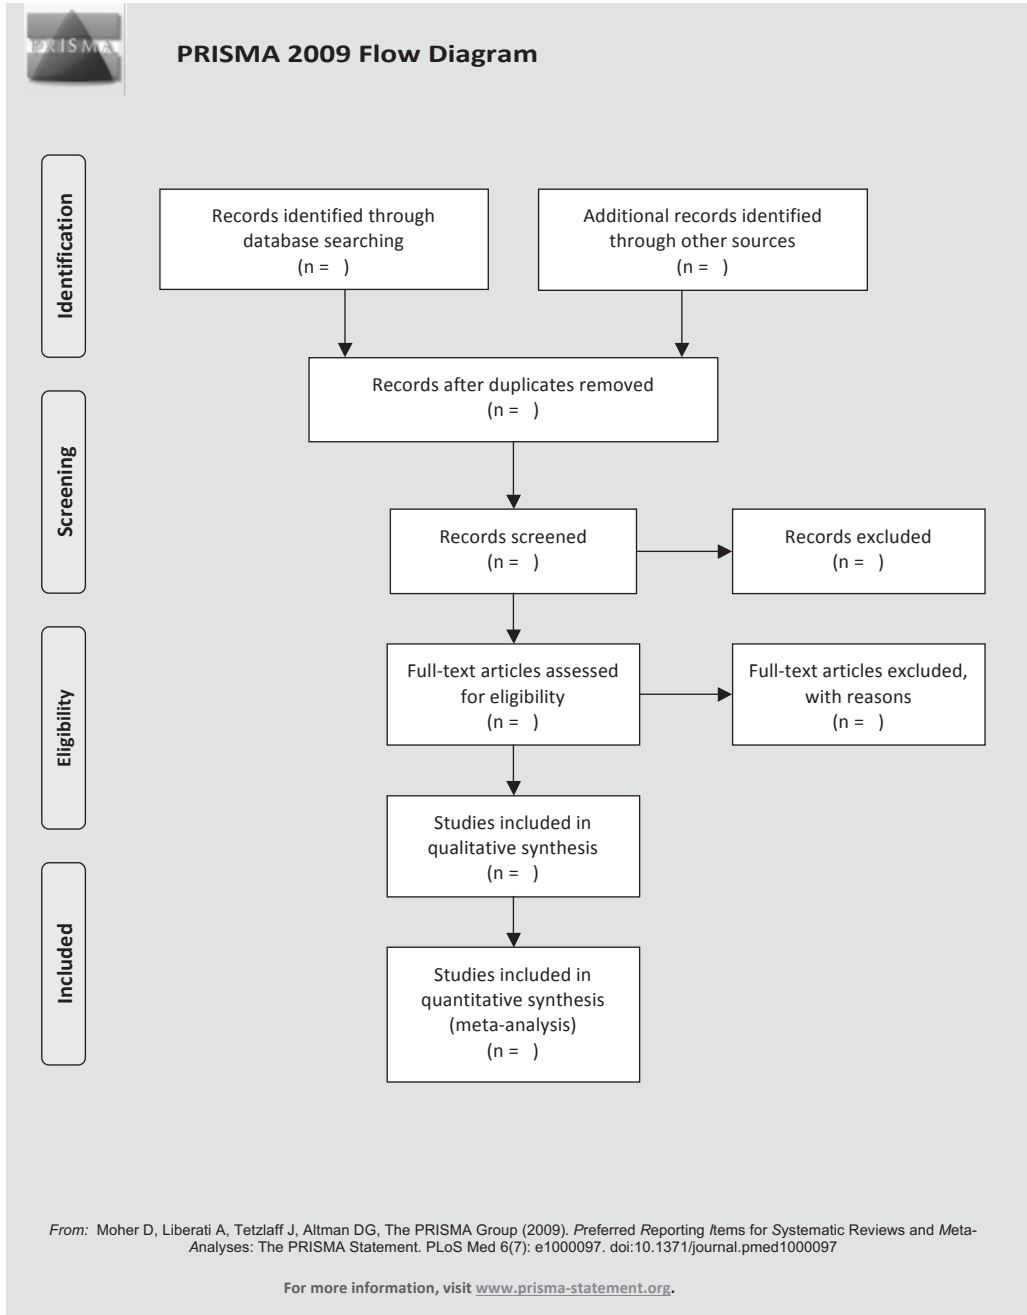 PRISMA
PRISMA 2009 Flow Diagram
Identification
Records identified through
database searching
(n =   )
Additional records identified
through other sources
(n =   )
Records after duplicates removed
(n =   )
Screening
Records screened
(n =   )
Records excluded
(n =   )
Eligibility
Full-text articles assessed
for eligibility
(n =   )
Full-text articles excluded,
with reasons
(n =   )
Studies included in
qualitative synthesis
(n =   )
Included
Studies included in
quantitative synthesis
(meta-analysis)
(n =   )
From: Moher D, Liberati A, Tetzlaff J, Altman DG, The PRISMA Group (2009). Preferred Reporting Items for Systematic Reviews and Meta-
Analyses: The PRISMA Statement. PLoS Med 6(7): e1000097. doi:10.1371/journal.pmed1000097
For more information, visit www.prisma-statement.org.